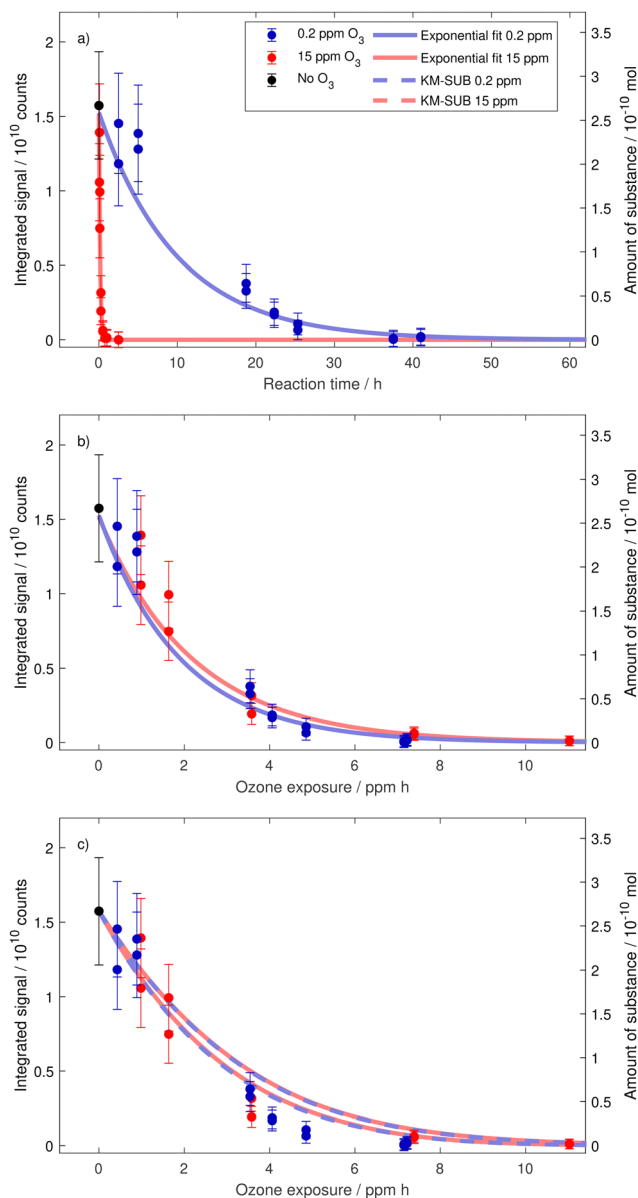 a)
0.2 ppm O3
15 ppm O3
No O3
Exponential fit 0.2 ppm
Exponential fit 15 ppm
KM-SUB 0.2 ppm
KM-SUB 15 ppm
Integrated signal / 10^10 counts
2
1.5
1
0.5
0
Amount of substance / 10^-10 mol
3.5
3
2.5
2
1.5
1
0.5
0
0 10 20 30 40 50 60
Reaction time / h
b)
Integrated signal / 10^10 counts
2
1.5
1
0.5
0
Amount of substance / 10^-10 mol
3.5
3
2.5
2
1.5
1
0.5
0
0 2 4 6 8 10
Ozone exposure / ppm h
c)
Integrated signal / 10^10 counts
2
1.5
1
0.5
0
Amount of substance / 10^-10 mol
3.5
3
2.5
2
1.5
1
0.5
0
0 2 4 6 8 10
Ozone exposure / ppm h